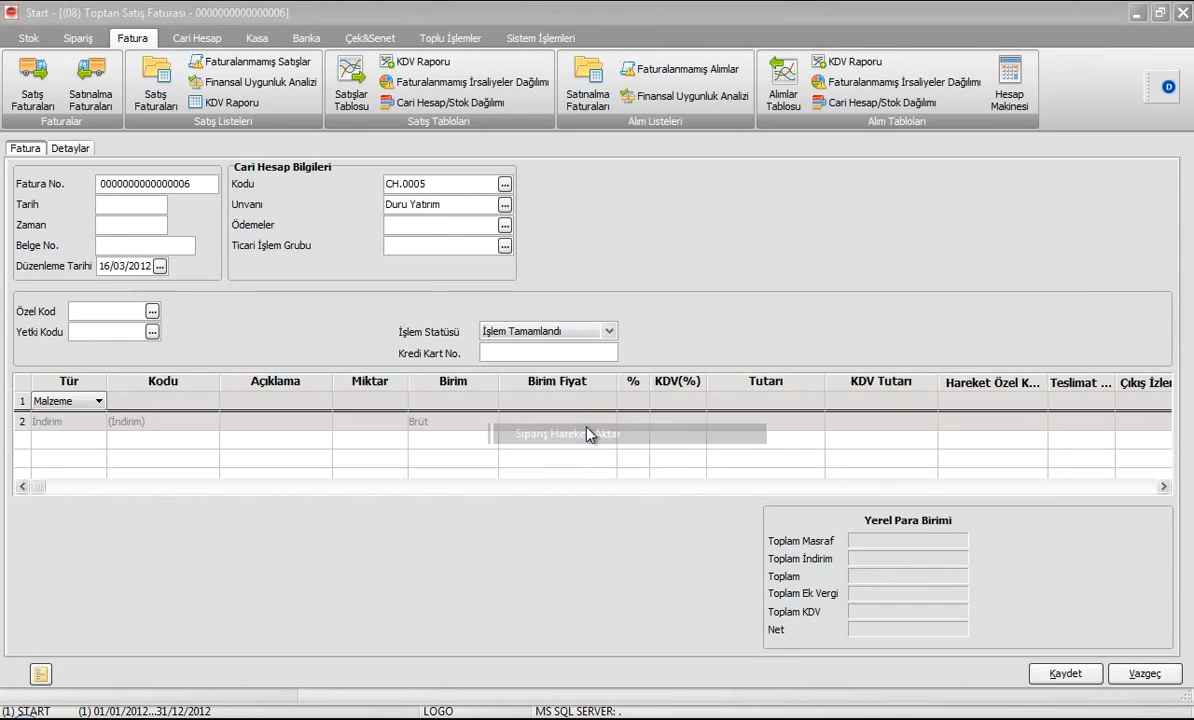 Start - [(08) Toptan Satış Faturası - 0000000000000006]
Stok Sipariş Fatura Cari Hesap Kasa Banka Çek&Senet Toplu İşlemler Sistem İşlemleri
Satış Faturaları
Satınalma Faturaları
Faturalar
Satış Faturaları
Faturalanmamış Satışlar
Finansal Uygunluk Analizi
KDV Raporu
Satış Listeleri
Satışlar Tablosu
KDV Raporu
Faturalanmamış İrsaliyeler Dağılımı
Cari Hesap/Stok Dağılımı
Satış Tabloları
Satınalma Faturaları
Faturalanmamış Alımlar
Finansal Uygunluk Analizi
Alım Listeleri
Alımlar Tablosu
KDV Raporu
Faturalanmamış İrsaliyeler Dağılımı
Cari Hesap/Stok Dağılımı
Hesap Makinesi
Alım Tabloları
D
Fatura Detaylar
Fatura No. 0000000000000006
Tarih
Zaman
Belge No.
Düzenleme Tarihi 16/03/2012 ...
Cari Hesap Bilgileri
Kodu CH.0005 ...
Unvanı Duru Yatırım ...
Ödemeler ...
Ticari İşlem Grubu ...
Özel Kod ...
Yetki Kodu ...
İşlem Statüsü İşlem Tamamlandı
Kredi Kart No.
Tür Kodu Açıklama Miktar Birim Birim Fiyat % KDV(%) Tutarı KDV Tutarı Hareket Özel K... Teslimat ... Çıkış İzler
1 Malzeme
2 İndirim (İndirim) Brüt
Sipariş Hareket Aktar
Yerel Para Birimi
Toplam Masraf
Toplam İndirim
Toplam
Toplam Ek Vergi
Toplam KDV
Net
Kaydet Vazgeç
(1) START (1) 01/01/2012...31/12/2012 LOGO MS SQL SERVER: .